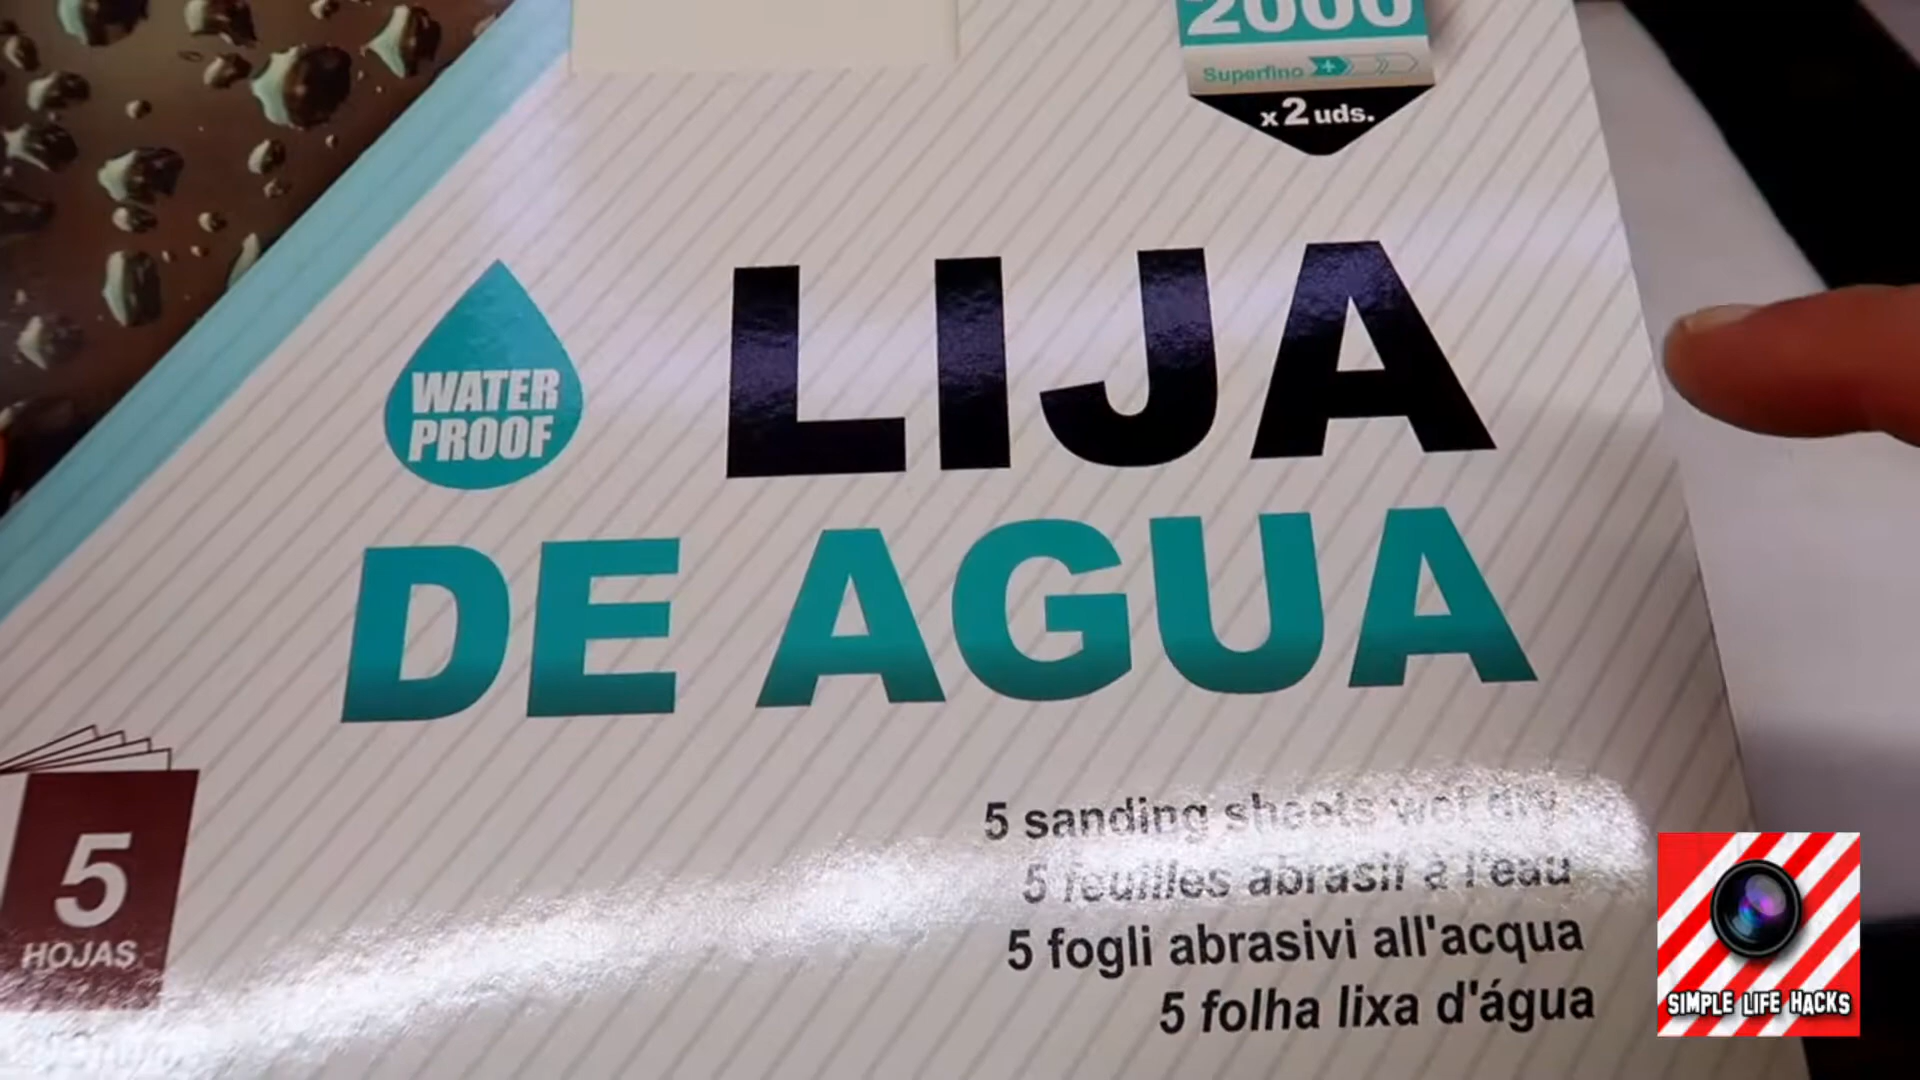 2000
Superfino +
x2 uds.
WATER
PROOF
LIJA
DE AGUA
5
HOJAS
5 sanding sheets wet dry
5 feuilles abrasif à l'eau
5 fogli abrasivi all'acqua
5 folha lixa d'água
SIMPLE LIFE HACKS